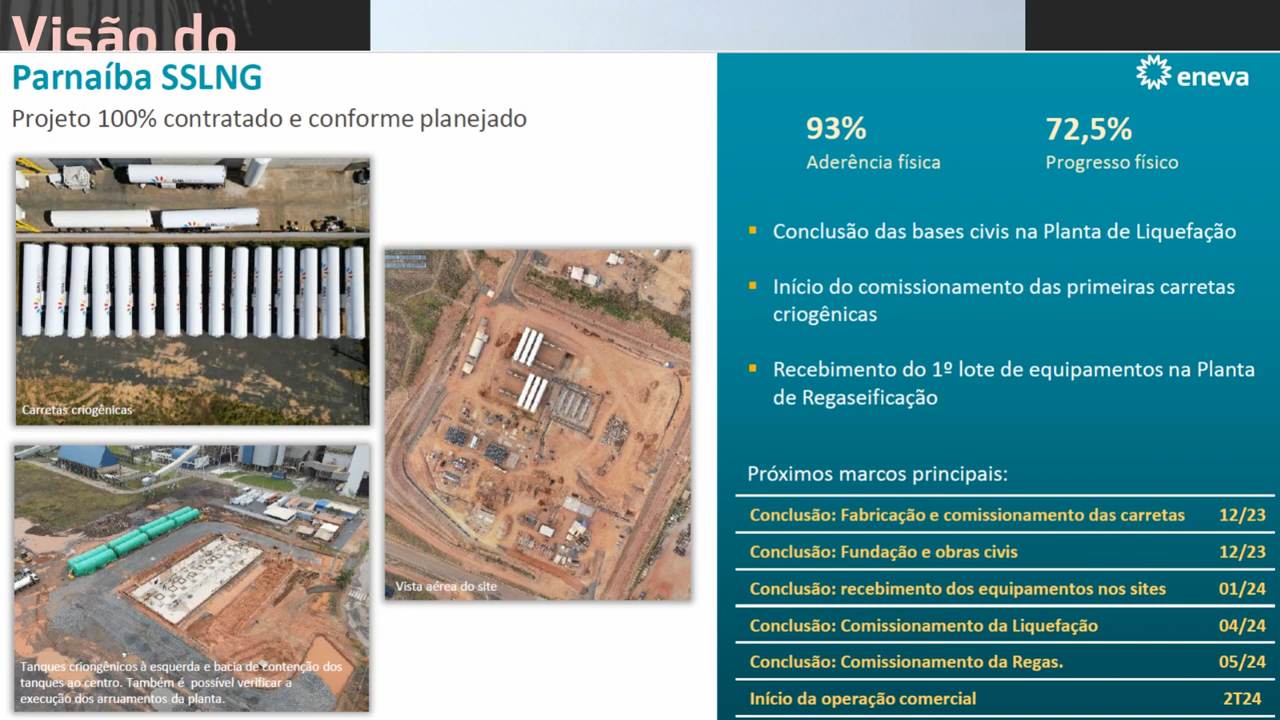 Visão do
Parnaíba SSLNG
Projeto 100% contratado e conforme planejado
Carretas criogênicas
Vista aérea do site
Tanques criongênicos à esquerda e bacia de contenção dos
tanques ao centro. Também é possível verificar a
execução dos arruamentos da planta.
eneva
93%
Aderência física
72,5%
Progresso físico
Conclusão das bases civis na Planta de Liquefação
Início do comissionamento das primeiras carretas
criogênicas
Recebimento do 1º lote de equipamentos na Planta
de Regaseificação
Próximos marcos principais:
Conclusão: Fabricação e comissionamento das carretas 12/23
Conclusão: Fundação e obras civis 12/23
Conclusão: recebimento dos equipamentos nos sites 01/24
Conclusão: Comissionamento da Liquefação 04/24
Conclusão: Comissionamento da Regas. 05/24
Início da operação comercial 2T24